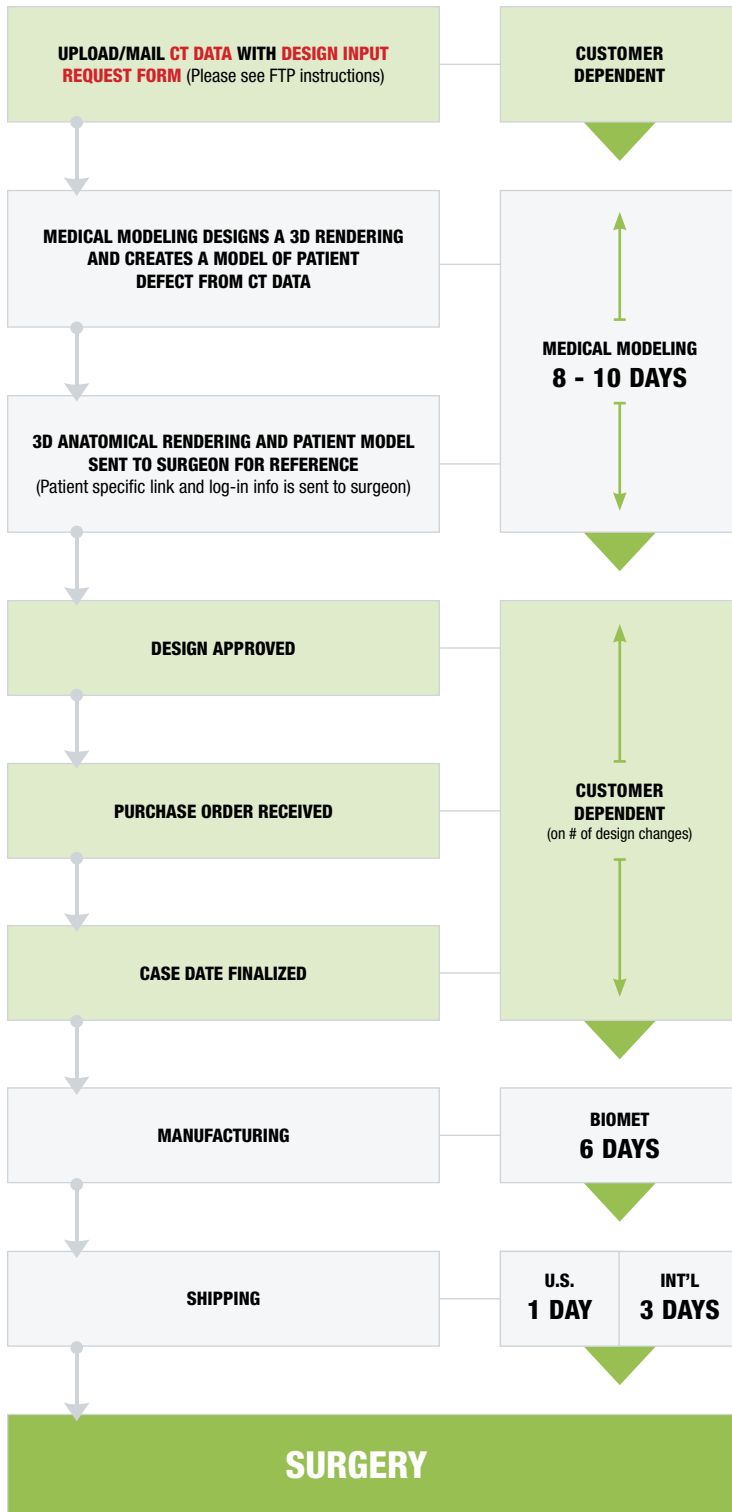 UPLOAD/MAIL CT DATA WITH DESIGN INPUT
REQUEST FORM (Please see FTP instructions)
CUSTOMER
DEPENDENT
MEDICAL MODELING DESIGNS A 3D RENDERING
AND CREATES A MODEL OF PATIENT
DEFECT FROM CT DATA
MEDICAL MODELING
8 - 10 DAYS
3D ANATOMICAL RENDERING AND PATIENT MODEL
SENT TO SURGEON FOR REFERENCE
(Patient specific link and log-in info is sent to surgeon)
DESIGN APPROVED
PURCHASE ORDER RECEIVED
CUSTOMER
DEPENDENT
(on # of design changes)
CASE DATE FINALIZED
MANUFACTURING
BIOMET
6 DAYS
SHIPPING
U.S.
1 DAY
INT'L
3 DAYS
SURGERY